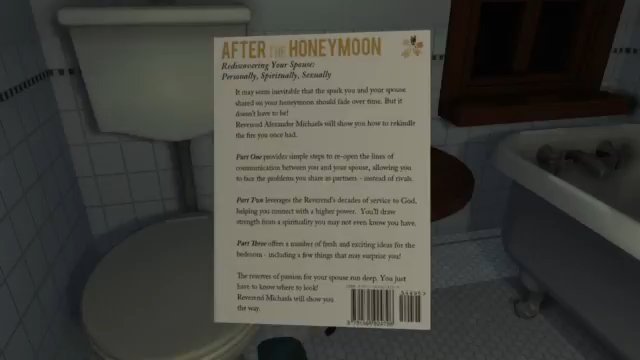 AFTER THE HONEYMOON
Rediscovering Your Spouse:
Personally, Spiritually, Sexually
It may seem inevitable that the spark you and your spouse
shared on your honeymoon should fade over time. But it
doesn't have to be!
Reverend Alexander Michaels will show you how to rekindle
the fire you once had.
Part One provides simple steps to re-open the lines of
communication between you and your spouse, allowing you
to face the problems you share as partners - instead of rivals.
Part Two leverages the Reverend's decades of service to God,
helping you connect with a higher power. You'll draw
strength from a spirituality you may not even know you have.
Part Three offers a number of fresh and exciting ideas for the
bedroom - including a few things that may surprise you!
The reserves of passion for your spouse run deep. You just
have to know where to look!
Reverend Michaels will show you
the way.